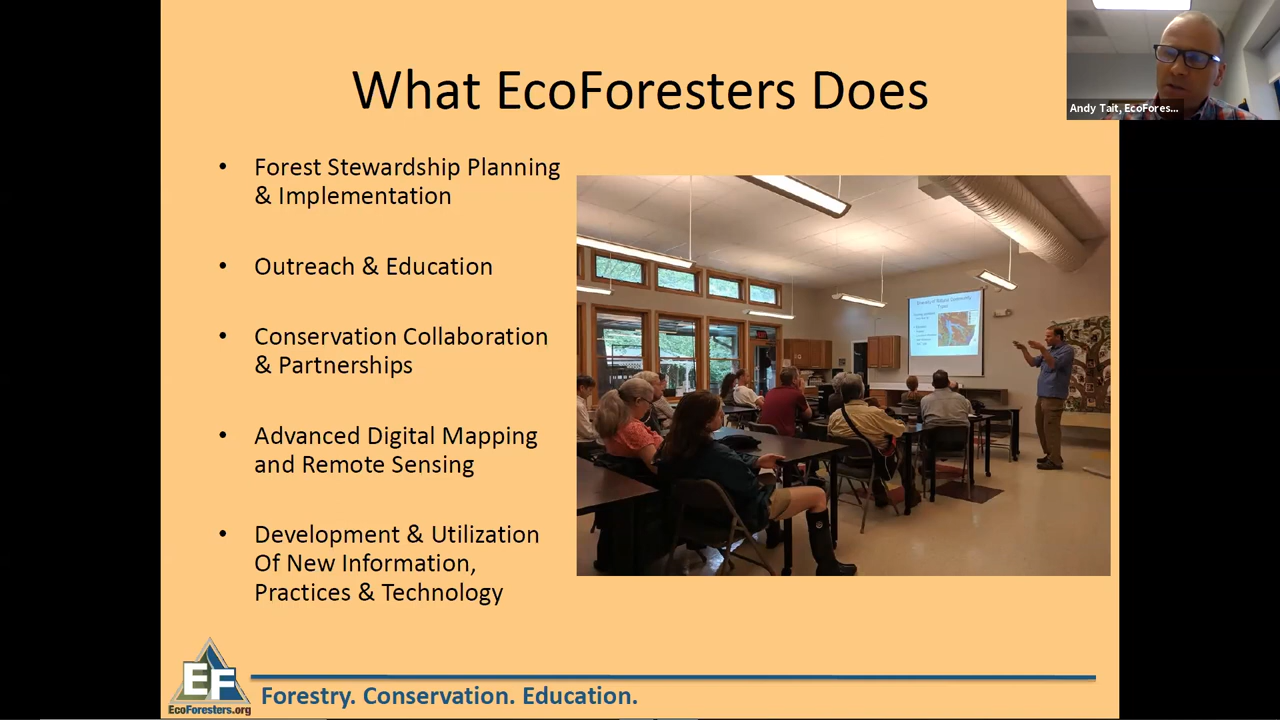 What EcoForesters Does
Andy Tait, EcoFores...
• Forest Stewardship Planning
& Implementation
• Outreach & Education
• Conservation Collaboration
& Partnerships
• Advanced Digital Mapping
and Remote Sensing
• Development & Utilization
Of New Information,
Practices & Technology
EF
EcoForesters.org
Forestry. Conservation. Education.